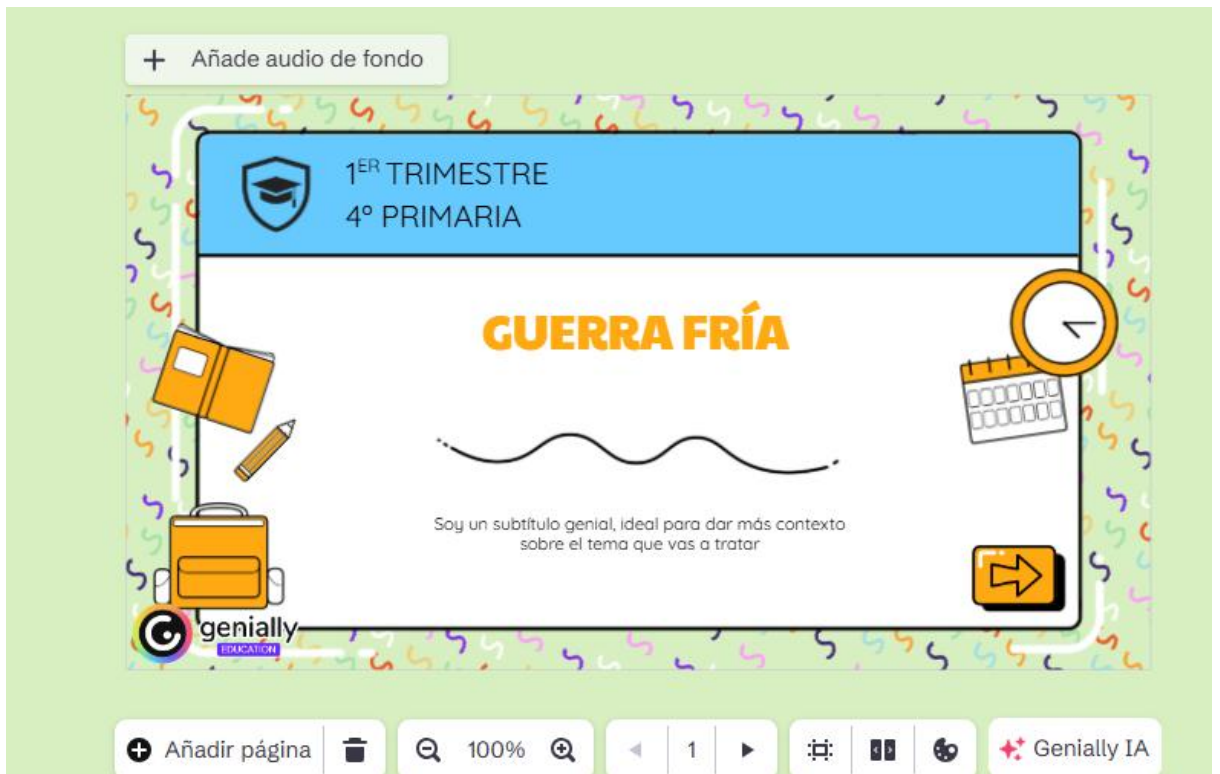 + Añade audio de fondo
1ER TRIMESTRE
4º PRIMARIA
GUERRA FRÍA
Soy un subtítulo genial, ideal para dar más contexto
sobre el tema que vas a tratar
genially
EDUCATION
Añadir página 100% 1 Genially IA